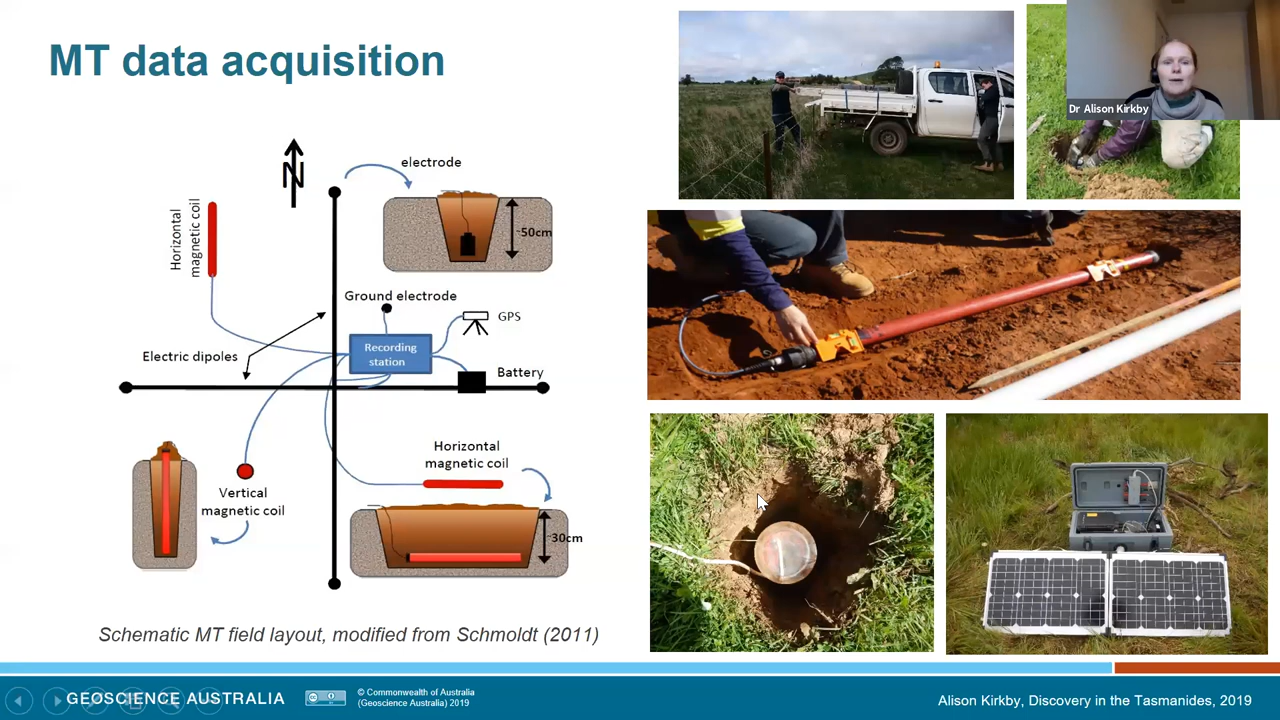 MT data acquisition
Dr Alison Kirkby
N
electrode
~50cm
Horizontal
magnetic coil
Ground electrode
GPS
Recording
station
Electric dipoles
Battery
Horizontal
magnetic coil
Vertical
magnetic coil
~30cm
Schematic MT field layout, modified from Schmoldt (2011)
GEOSCIENCE AUSTRALIA
© Commonwealth of Australia
(Geoscience Australia) 2019
Alison Kirkby, Discovery in the Tasmanides, 2019